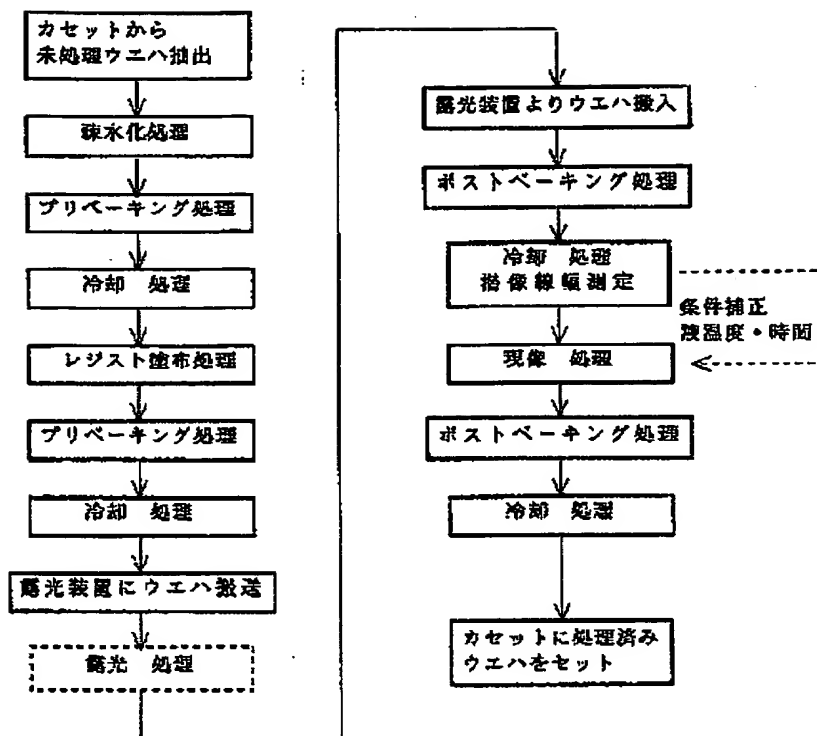 カセットから
未処理ウエハ抽出
疎水化処理
プリベーキング処理
冷却 処理
レジスト塗布処理
プリベーキング処理
冷却 処理
露光装置にウエハ搬送
露光 処理
露光装置よりウエハ搬入
ポストベーキング処理
冷却 処理
潜像線幅測定
条件補正
液温度・時間
現像 処理
ポストベーキング処理
冷却 処理
カセットに処理済み
ウエハをセット